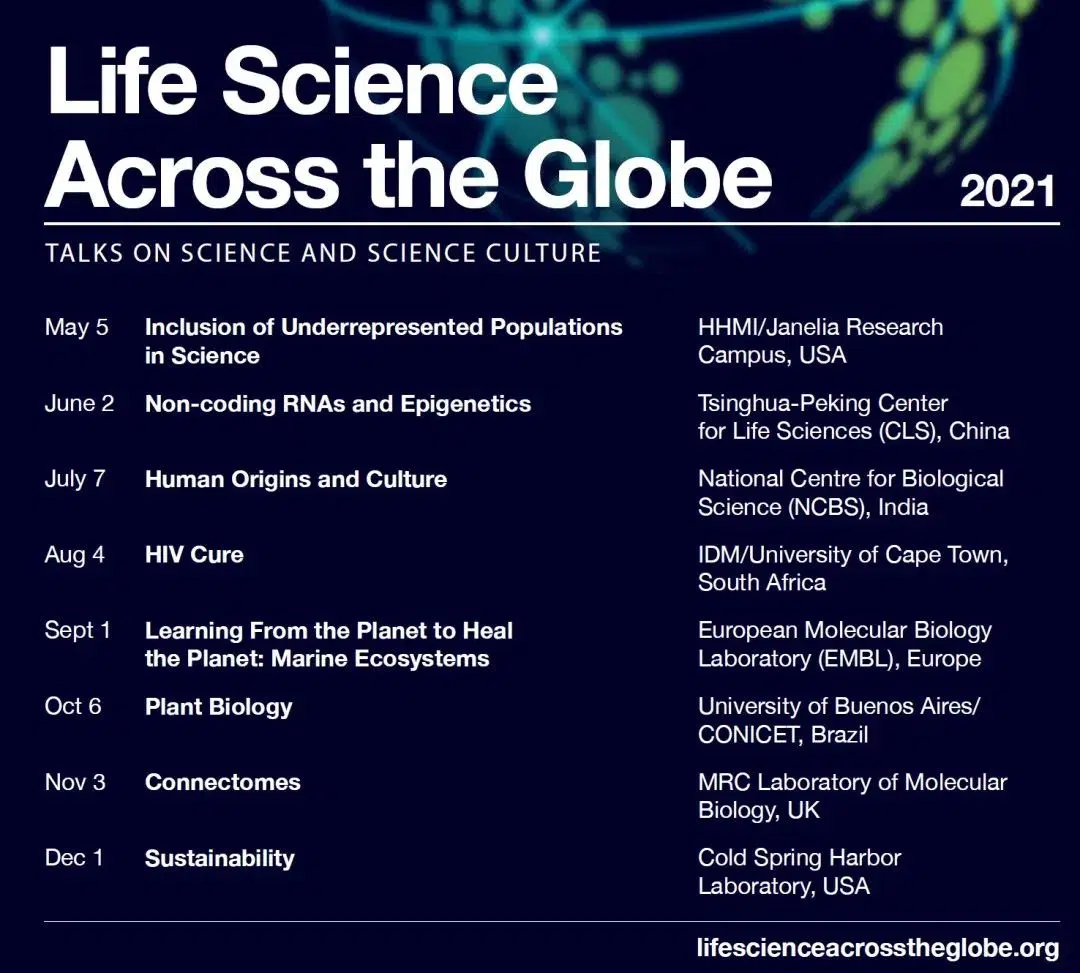 Life Science
Across the Globe
2021
TALKS ON SCIENCE AND SCIENCE CULTURE
May 5
Inclusion of Underrepresented Populations
in Science
HHMI/Janelia Research
Campus, USA
June 2
Non-coding RNAs and Epigenetics
Tsinghua-Peking Center
for Life Sciences (CLS), China
July 7
Human Origins and Culture
National Centre for Biological
Science (NCBS), India
Aug 4
HIV Cure
IDM/University of Cape Town,
South Africa
Sept 1
Learning From the Planet to Heal
the Planet: Marine Ecosystems
European Molecular Biology
Laboratory (EMBL), Europe
Oct 6
Plant Biology
University of Buenos Aires/
CONICET, Brazil
Nov 3
Connectomes
MRC Laboratory of Molecular
Biology, UK
Dec 1
Sustainability
Cold Spring Harbor
Laboratory, USA
lifescienceacrosstheglobe.org